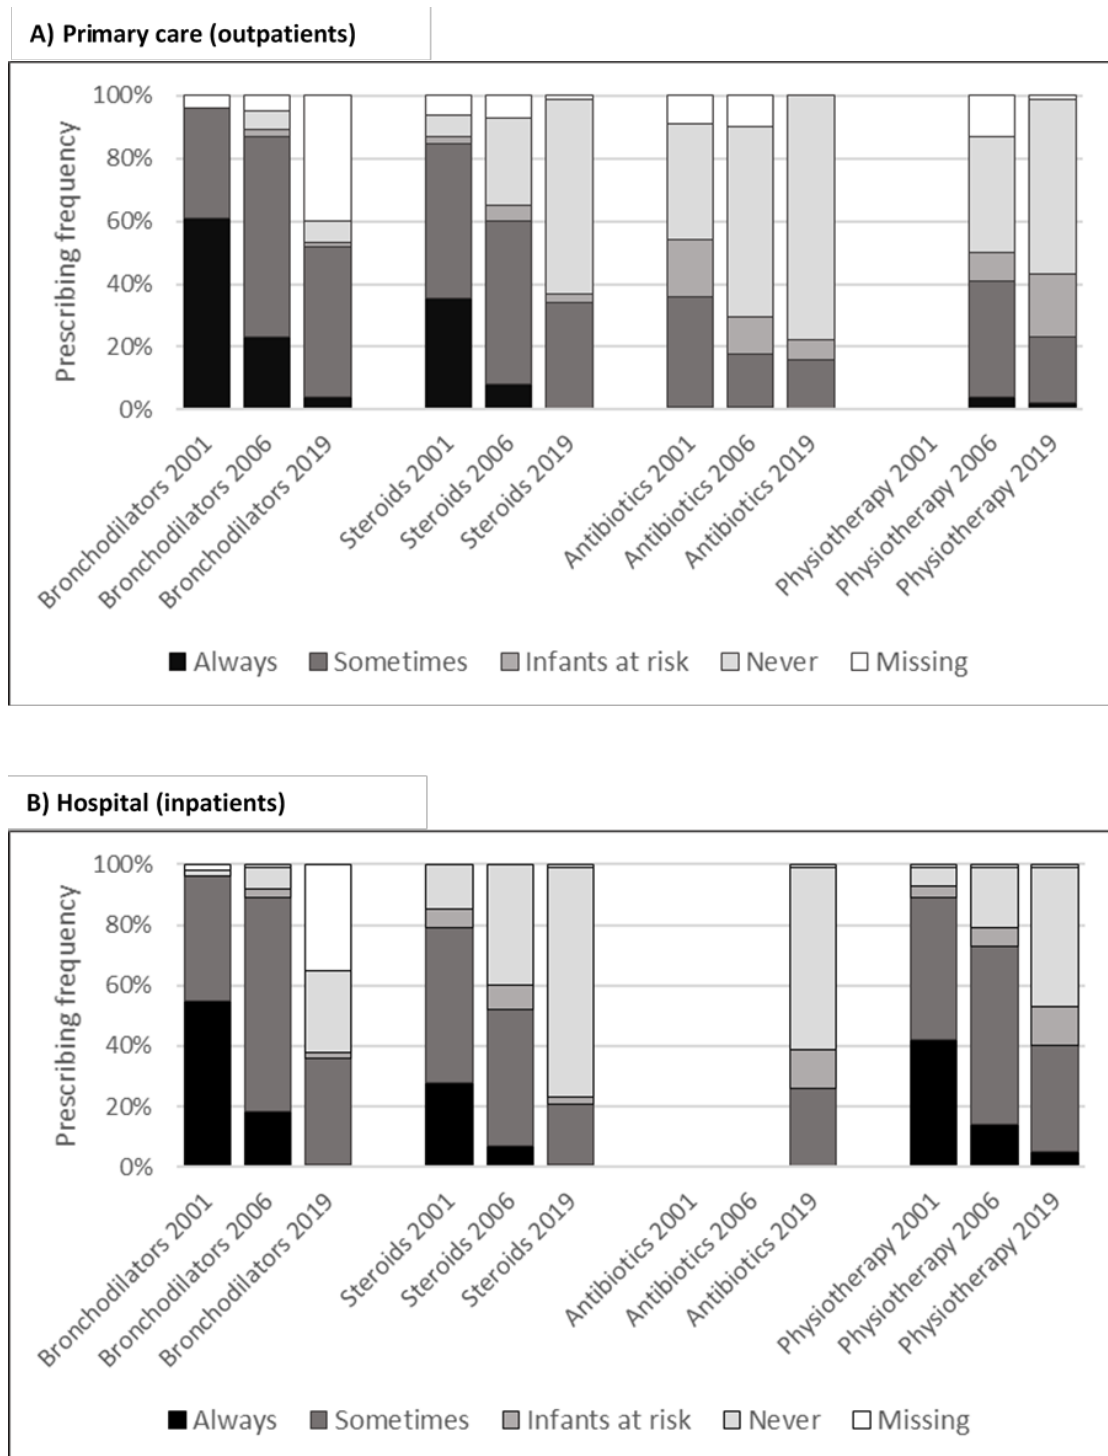 A) Primary care (outpatients)
100%
80%
60%
40%
20%
0%
Prescribing frequency
Bronchodilators 2001
Bronchodilators 2006
Bronchodilators 2019
Steroids 2001
Steroids 2006
Steroids 2019
Antibiotics 2001
Antibiotics 2006
Antibiotics 2019
Physiotherapy 2001
Physiotherapy 2006
Physiotherapy 2019
Always Sometimes Infants at risk Never Missing
B) Hospital (inpatients)
100%
80%
60%
40%
20%
0%
Prescribing frequency
Bronchodilators 2001
Bronchodilators 2006
Bronchodilators 2019
Steroids 2001
Steroids 2006
Steroids 2019
Antibiotics 2001
Antibiotics 2006
Antibiotics 2019
Physiotherapy 2001
Physiotherapy 2006
Physiotherapy 2019
Always Sometimes Infants at risk Never Missing